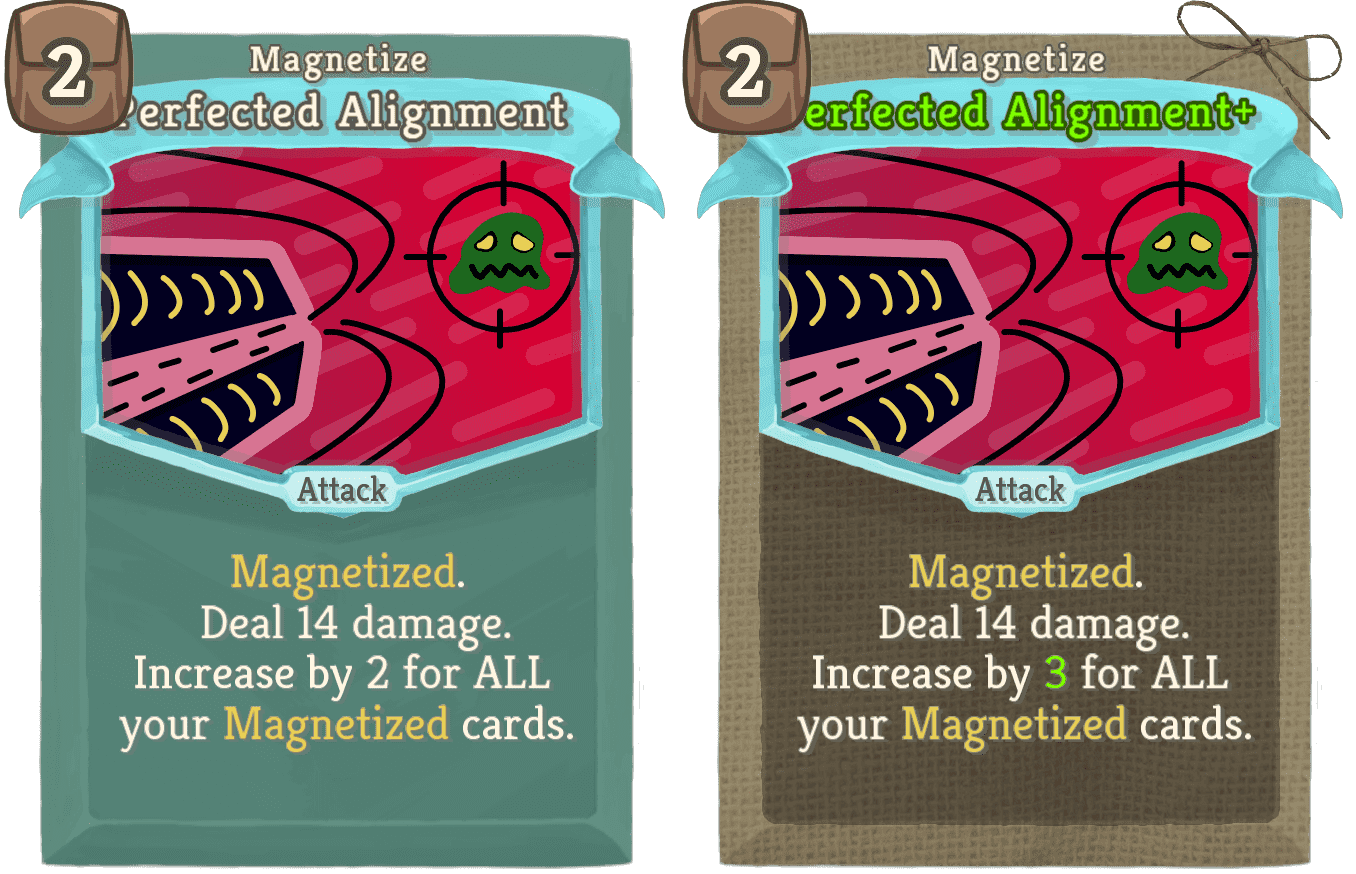 2
Magnetize
Perfected Alignment
Attack
Magnetized.
Deal 14 damage.
Increase by 2 for ALL
your Magnetized cards.
2
Magnetize
erfected Alignment+
Attack
Magnetized.
Deal 14 damage.
Increase by 3 for ALL
your Magnetized cards.